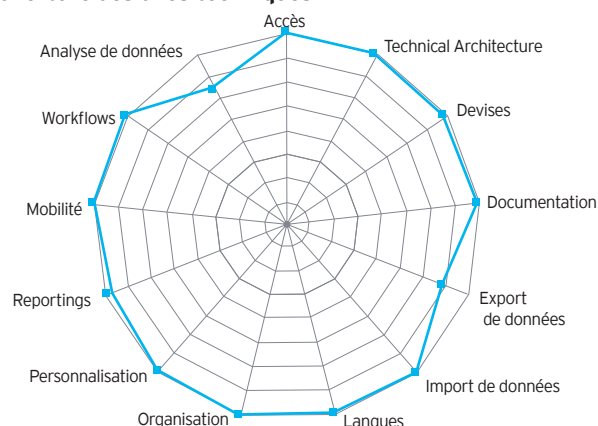 Accès
Technical Architecture
Analyse de données
Devises
Workflows
Documentation
Mobilité
Export
de données
Reportings
Import de données
Personnalisation
Organisation
Langues